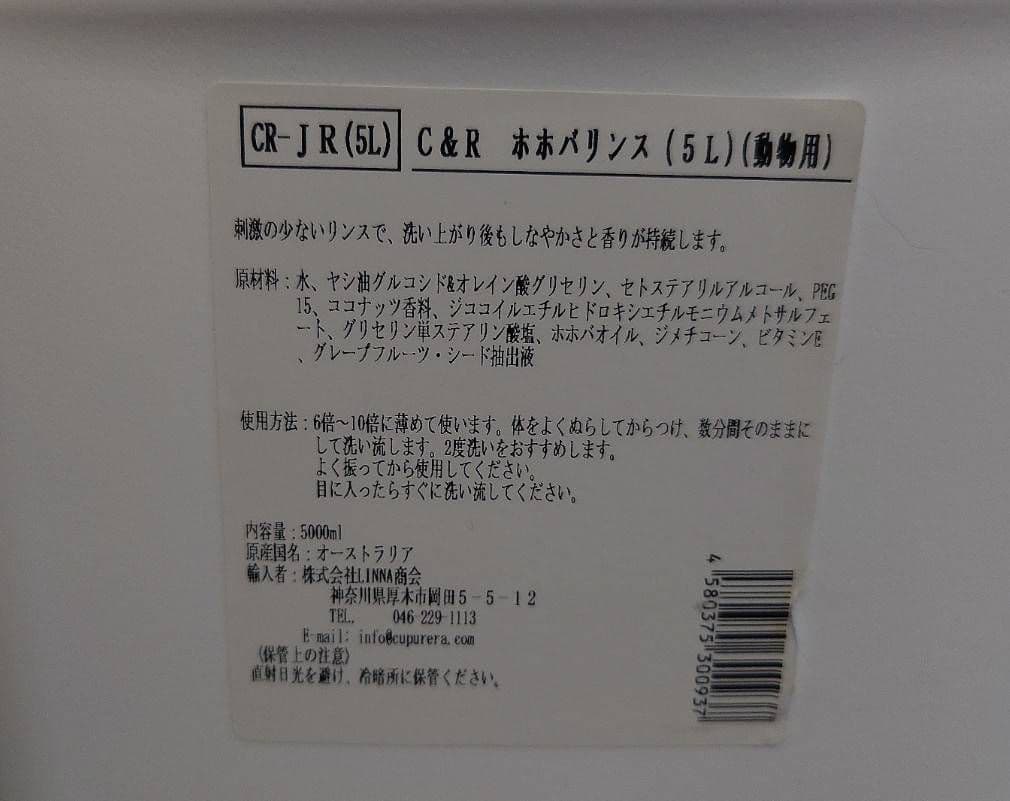 CR-JR(5L) C&R ホホバリンス(5L)(動物用)
刺激の少ないリンスで、洗い上がり後もしなやかさと香りが持続します。
原材料：水、ヤシ油グルコシド&オレイン酸グリセリン、セトステアリルアルコール、PEG
15、ココナッツ香料、ジココイルエチルヒドロキシエチルモニウムメトサルフェ
ート、グリセリン単ステアリン酸塩、ホホバオイル、ジメチコーン、ビタミンE
、グレープフルーツ・シード抽出液
使用方法：6倍～10倍に薄めて使います。体をよくぬらしてからつけ、数分間そのままに
して洗い流します。2度洗いをおすすめします。
よく振ってから使用してください。
目に入ったらすぐに洗い流してください。
内容量：5000ml
原産国名：オーストラリア
輸入者：株式会社LINNA商会
神奈川県厚木市岡田5-5-12
TEL. 046-229-1113
E-mail: info@cupurera.com
(保管上の注意)
直射日光を避け、冷暗所に保管ください。
4580375300937